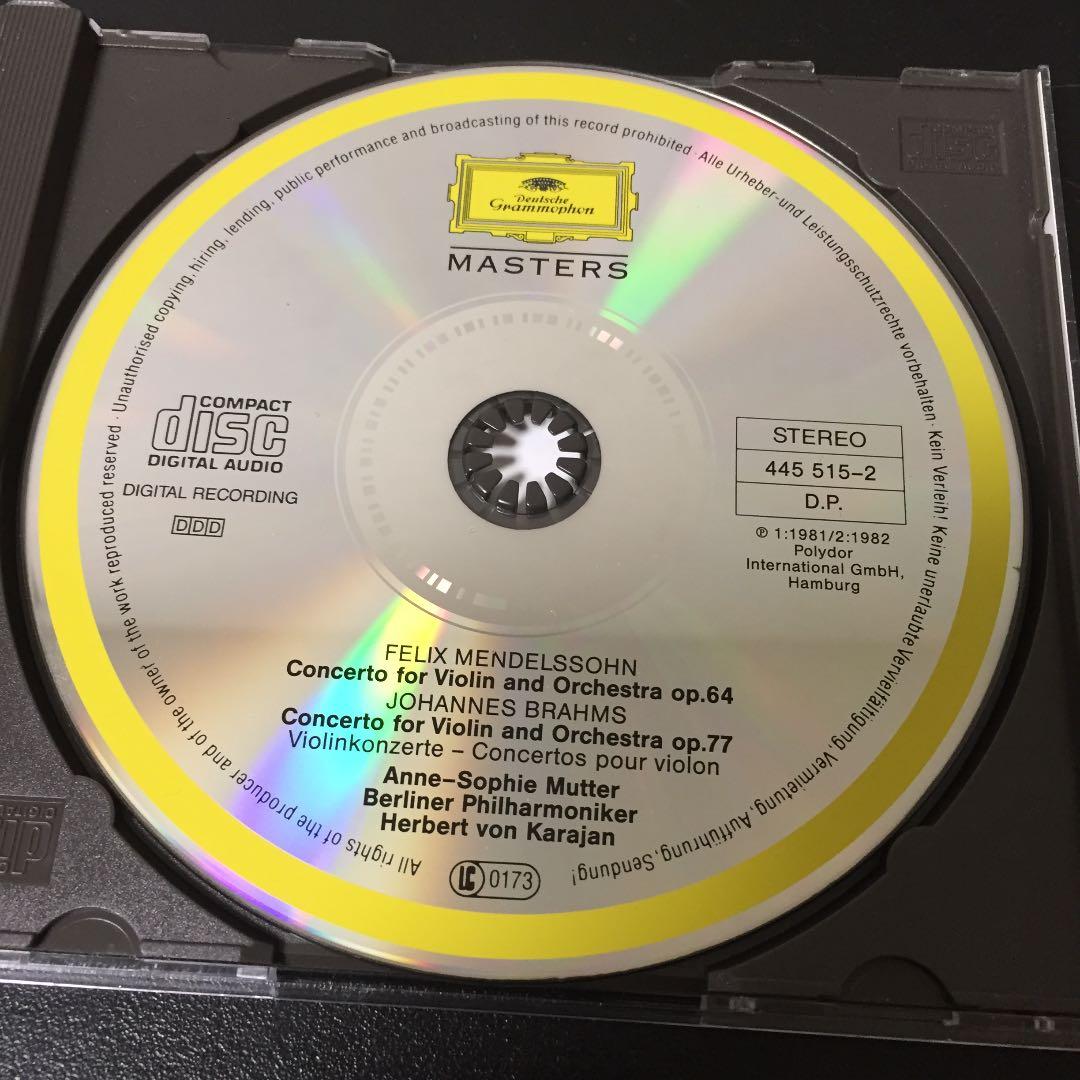 Deutsche
Grammophon
MASTERS
COMPACT
disc
DIGITAL AUDIO
DIGITAL RECORDING
DDD
STEREO
445 515-2
D.P.
℗ 1:1981/2:1982
Polydor
International GmbH,
Hamburg
FELIX MENDELSSOHN
Concerto for Violin and Orchestra op.64
JOHANNES BRAHMS
Concerto for Violin and Orchestra op.77
Violinkonzerte – Concertos pour violon
Anne-Sophie Mutter
Berliner Philharmoniker
Herbert von Karajan
LC 0173
All rights of the producer and of the owner of the work reproduced reserved · Unauthorised copying, hiring, lending, public performance and broadcasting of this record prohibited · Alle Urheber-und Leistungsschutzrechte vorbehalten · Kein Verleih! Keine unerlaubte Vervielfältigung, Vermietung, Aufführung, Sendung!
COMPACT
disc